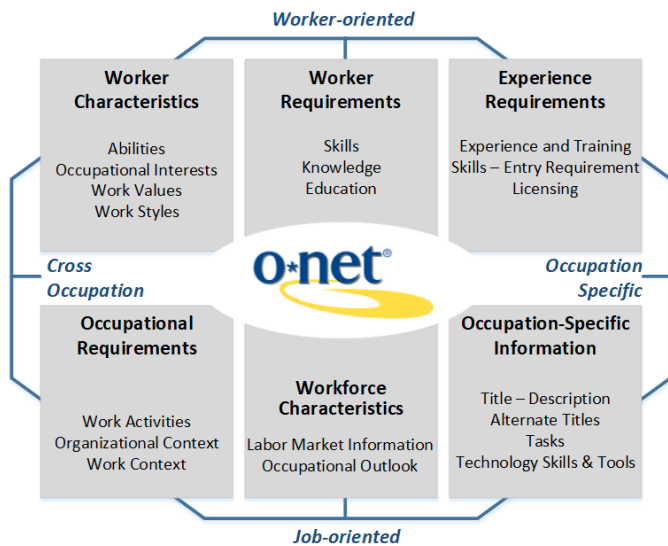 Worker-oriented
Worker
Characteristics
Abilities
Occupational Interests
Work Values
Work Styles
Worker
Requirements
Skills
Knowledge
Education
Experience
Requirements
Experience and Training
Skills – Entry Requirement
Licensing
Cross
Occupation
o*net®
Occupation
Specific
Occupational
Requirements
Work Activities
Organizational Context
Work Context
Workforce
Characteristics
Labor Market Information
Occupational Outlook
Occupation-Specific
Information
Title – Description
Alternate Titles
Tasks
Technology Skills & Tools
Job-oriented